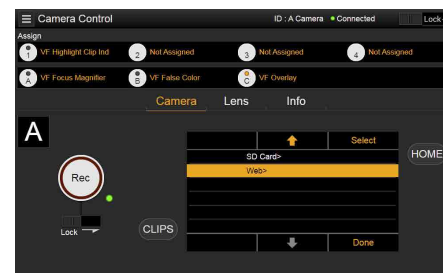 Camera Control
ID : A Camera
Connected
Lock
Assign
1 VF Highlight Clip Ind
2 Not Assigned
3 Not Assigned
4 Not Assigned
A VF Focus Magnifier
B VF False Color
C VF Overlay
Camera Lens Info
A
Select
SD Card>
Web>
HOME
Rec
Lock
CLIPS
Done